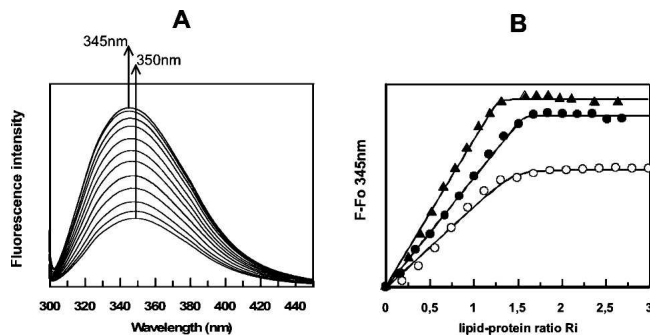 A
345nm
350nm
Fluorescence intensity
300 320 340 360 380 400 420 440
Wavelength (nm)
B
F-Fo 345nm
0 0,5 1 1,5 2 2,5 3
lipid-protein ratio Ri